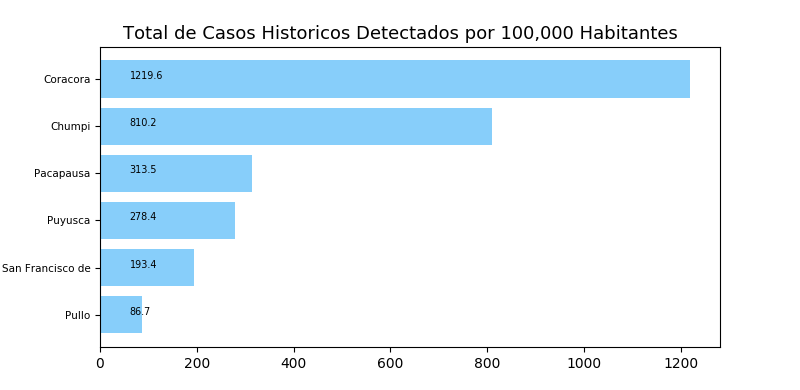 Total de Casos Historicos Detectados por 100,000 Habitantes
Coracora 1219.6
Chumpi 810.2
Pacapausa 313.5
Puyusca 278.4
San Francisco de 193.4
Pullo 86.7
0 200 400 600 800 1000 1200